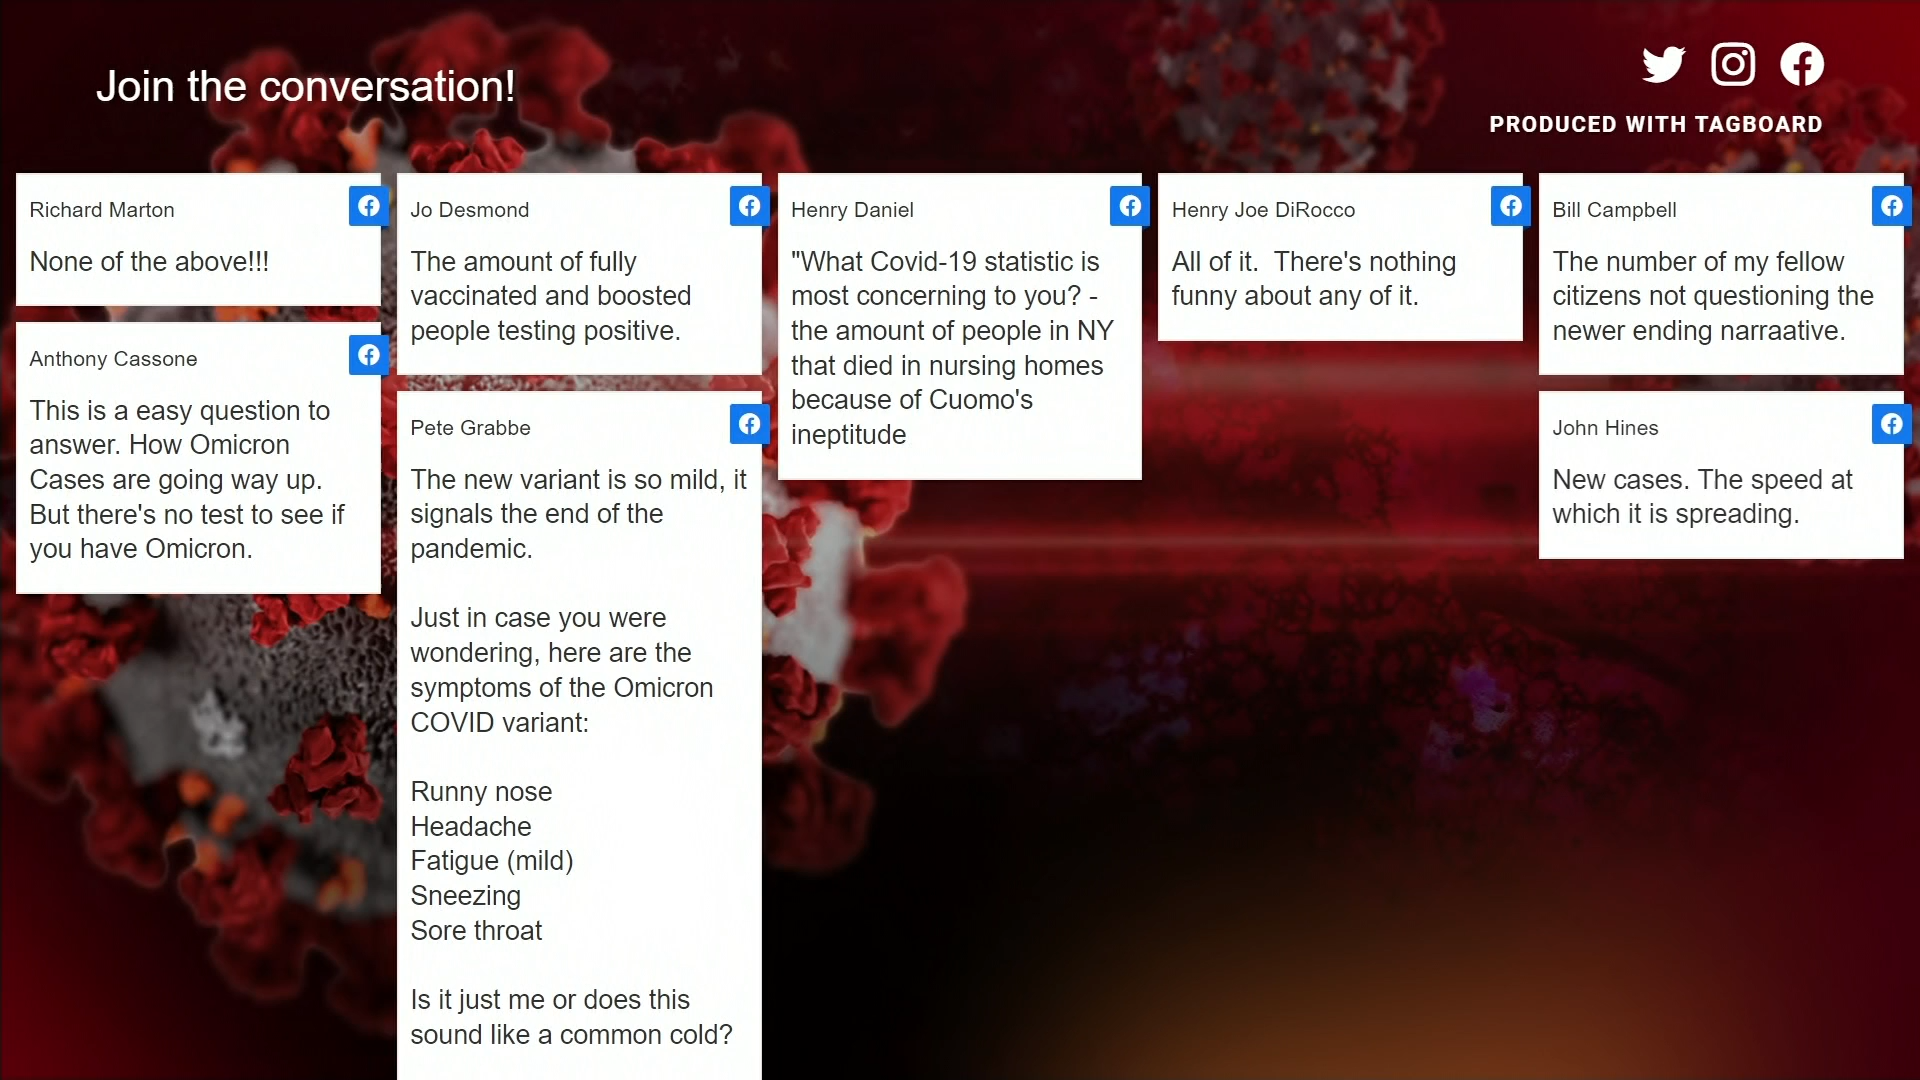 Join the conversation!
PRODUCED WITH TAGBOARD
Richard Marton
None of the above!!!
Anthony Cassone
This is a easy question to
answer. How Omicron
Cases are going way up.
But there's no test to see if
you have Omicron.
Jo Desmond
The amount of fully
vaccinated and boosted
people testing positive.
Pete Grabbe
The new variant is so mild, it
signals the end of the
pandemic.
Just in case you were
wondering, here are the
symptoms of the Omicron
COVID variant:
Runny nose
Headache
Fatigue (mild)
Sneezing
Sore throat
Is it just me or does this
sound like a common cold?
Henry Daniel
"What Covid-19 statistic is
most concerning to you? -
the amount of people in NY
that died in nursing homes
because of Cuomo's
ineptitude
Henry Joe DiRocco
All of it.  There's nothing
funny about any of it.
Bill Campbell
The number of my fellow
citizens not questioning the
newer ending narraative.
John Hines
New cases. The speed at
which it is spreading.